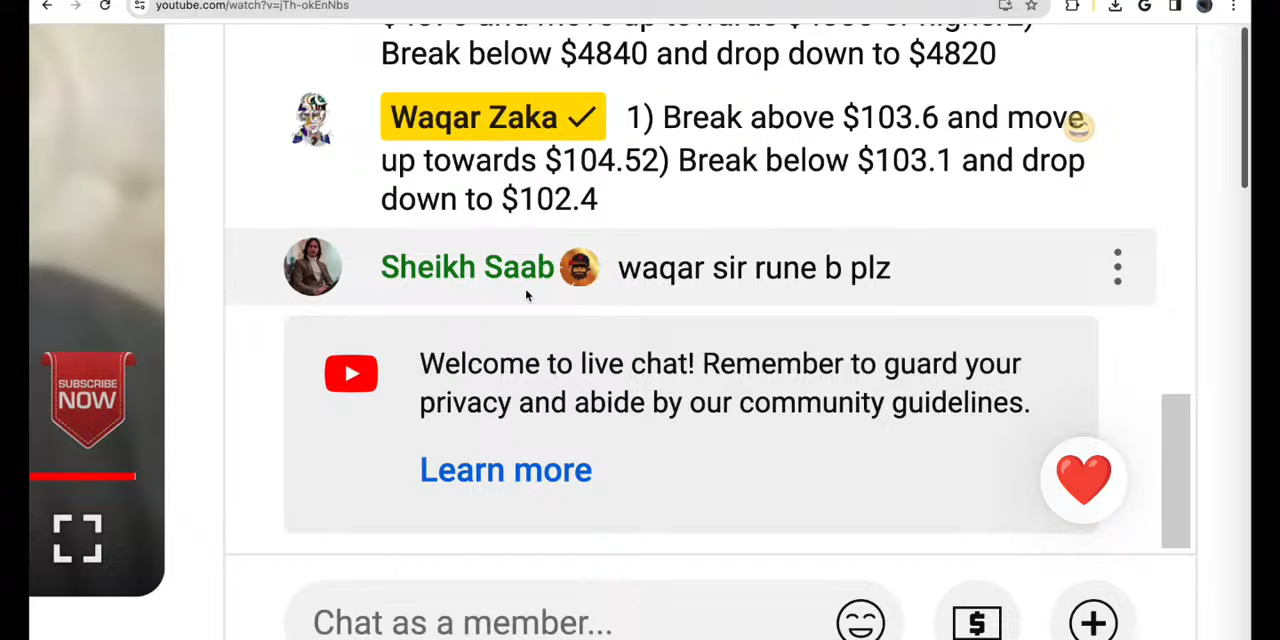 youtube.com/watch?v=jTh-okEnNbs
Break below $4840 and drop down to $4820
Waqar Zaka 1) Break above $103.6 and move
up towards $104.52) Break below $103.1 and drop
down to $102.4
Sheikh Saab waqar sir rune b plz
Welcome to live chat! Remember to guard your
privacy and abide by our community guidelines.
Learn more
SUBSCRIBE
NOW
Chat as a member...